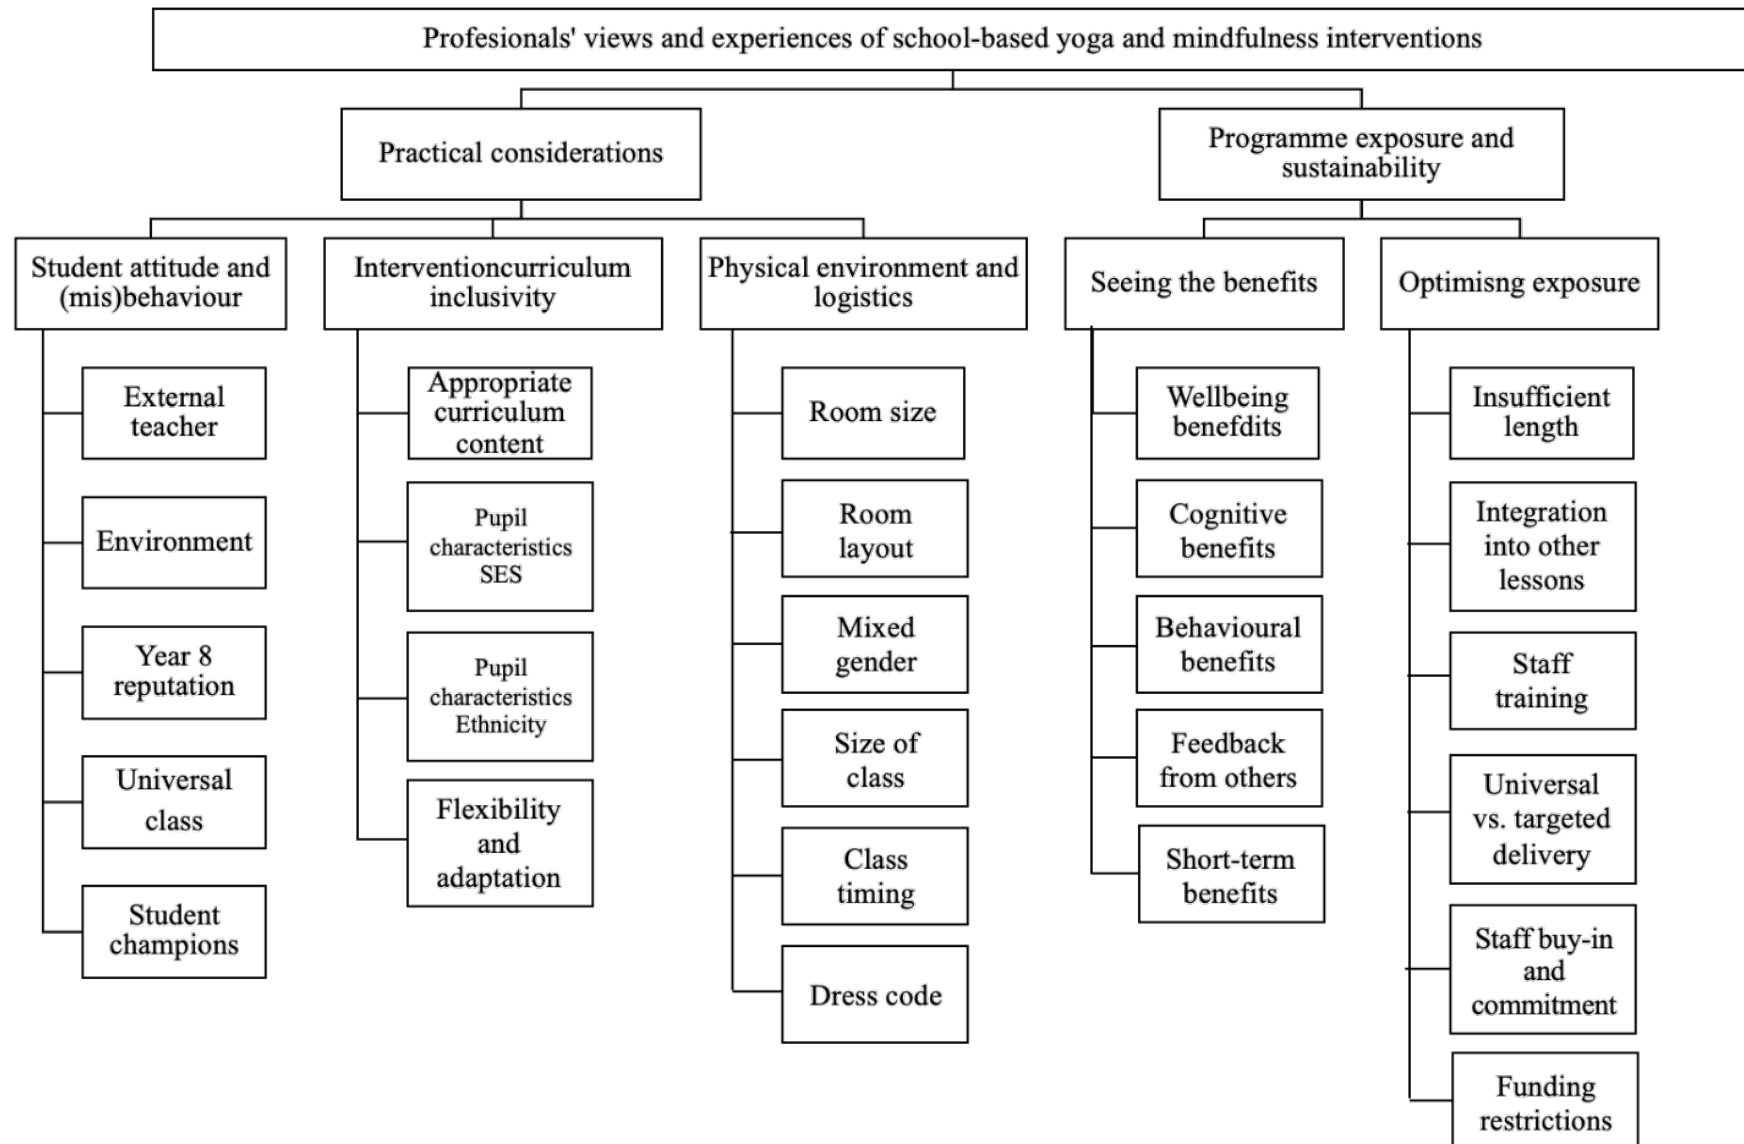 Profesionals' views and experiences of school-based yoga and mindfulness interventions
Practical considerations
Programme exposure and
sustainability
Student attitude and
(mis)behaviour
Interventioncurriculum
inclusivity
Physical environment and
logistics
Seeing the benefits
Optimisng exposure
External
teacher
Environment
Year 8
reputation
Universal
class
Student
champions
Appropriate
curriculum
content
Pupil
characteristics
SES
Pupil
characteristics
Ethnicity
Flexibility
and
adaptation
Room size
Room
layout
Mixed
gender
Size of
class
Class
timing
Dress code
Wellbeing
benefdits
Cognitive
benefits
Behavioural
benefits
Feedback
from others
Short-term
benefits
Insufficient
length
Integration
into other
lessons
Staff
training
Universal
vs. targeted
delivery
Staff buy-in
and
commitment
Funding
restrictions